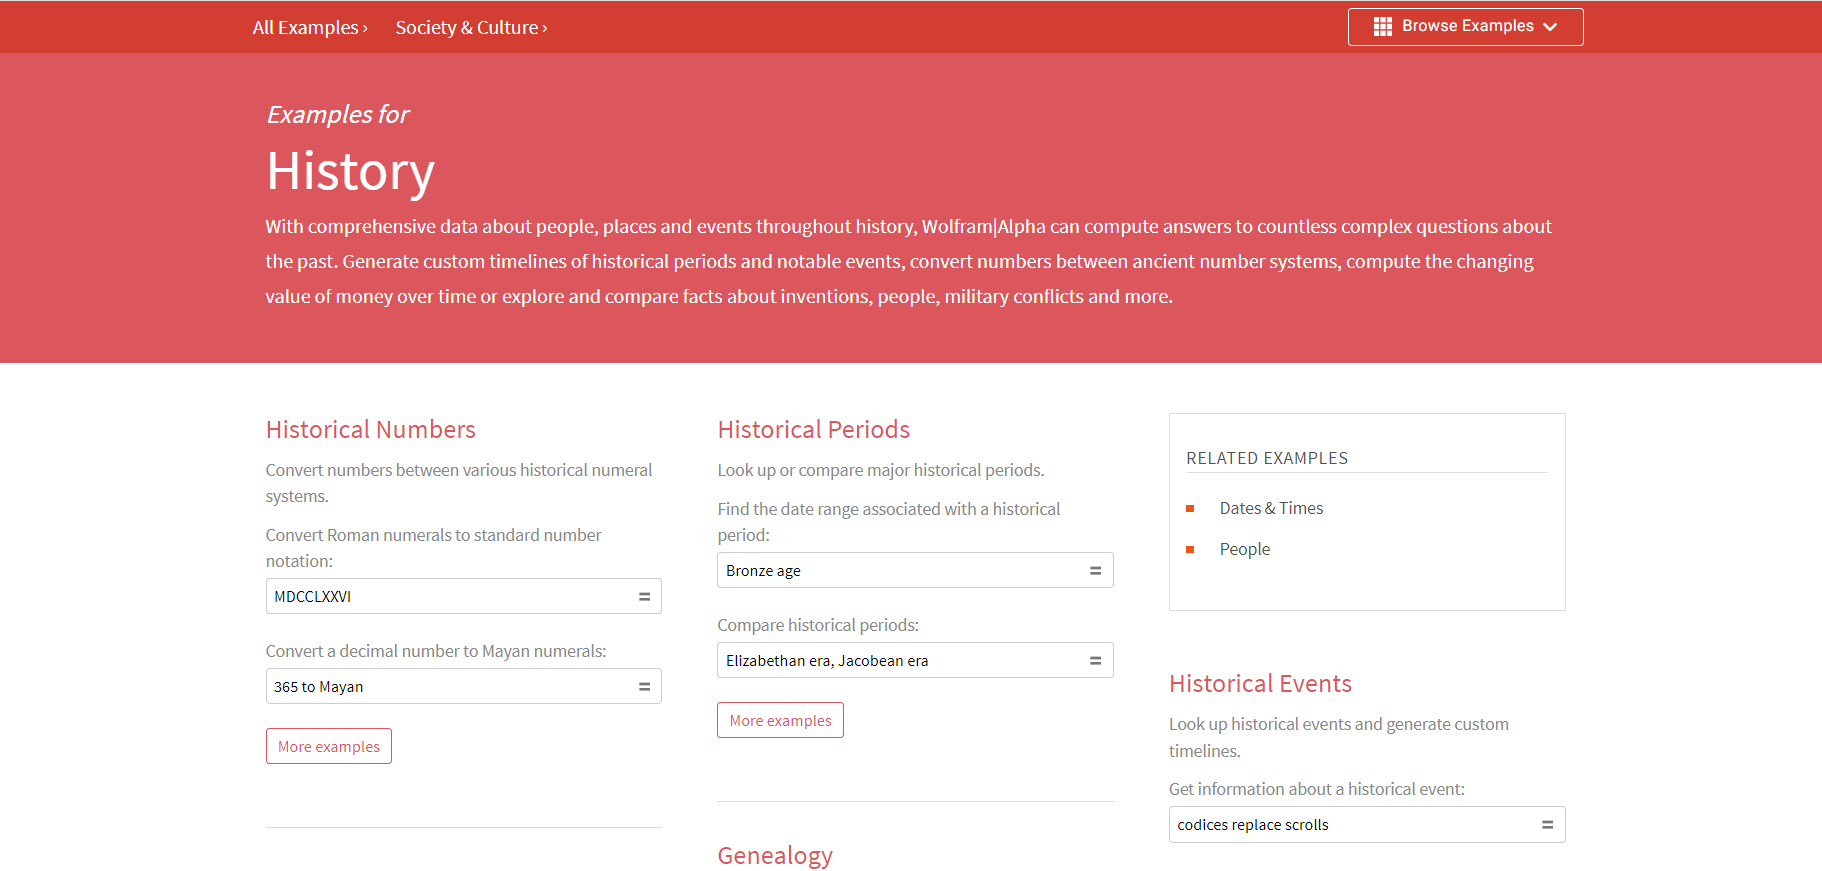 All Examples ›
Society & Culture ›
Browse Examples
Examples for
History
With comprehensive data about people, places and events throughout history, Wolfram|Alpha can compute answers to countless complex questions about
the past. Generate custom timelines of historical periods and notable events, convert numbers between ancient number systems, compute the changing
value of money over time or explore and compare facts about inventions, people, military conflicts and more.
Historical Numbers
Convert numbers between various historical numeral
systems.
Convert Roman numerals to standard number
notation:
MDCCLXXVI
=
Convert a decimal number to Mayan numerals:
365 to Mayan
=
More examples
Historical Periods
Look up or compare major historical periods.
Find the date range associated with a historical
period:
Bronze age
=
Compare historical periods:
Elizabethan era, Jacobean era
=
More examples
Genealogy
RELATED EXAMPLES
Dates & Times
People
Historical Events
Look up historical events and generate custom
timelines.
Get information about a historical event:
codices replace scrolls
=